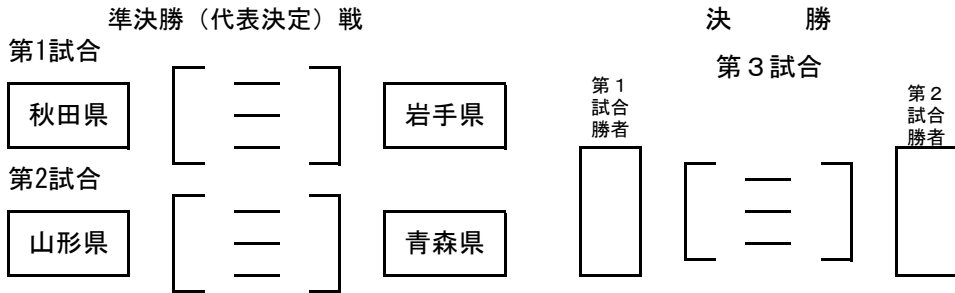 準決勝（代表決定）戦
第1試合
秋田県
岩手県
第2試合
山形県
青森県
決　　勝
第３試合
第１
試合
勝者
第２
試合
勝者